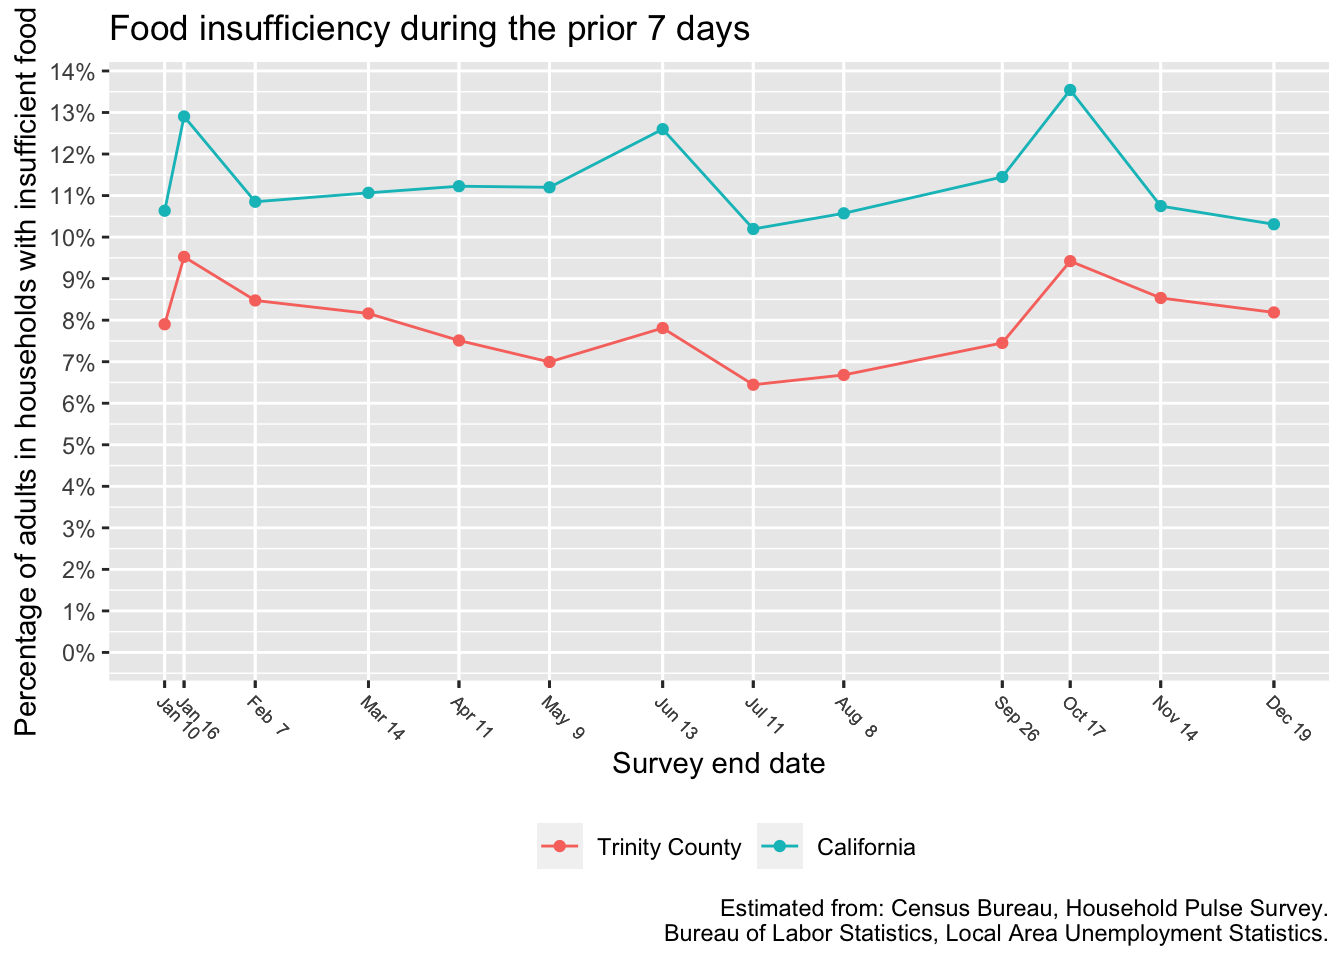 Food insufficiency during the prior 7 days
Percentage of adults in households with insufficient food
14%
13%
12%
11%
10%
9%
8%
7%
6%
5%
4%
3%
2%
1%
0%
Jan 10
Jan 16
Feb 7
Mar 14
Apr 11
May 9
Jun 13
Jul 11
Aug 8
Sep 26
Oct 17
Nov 14
Dec 19
Survey end date
Trinity County
California
Estimated from: Census Bureau, Household Pulse Survey.
Bureau of Labor Statistics, Local Area Unemployment Statistics.